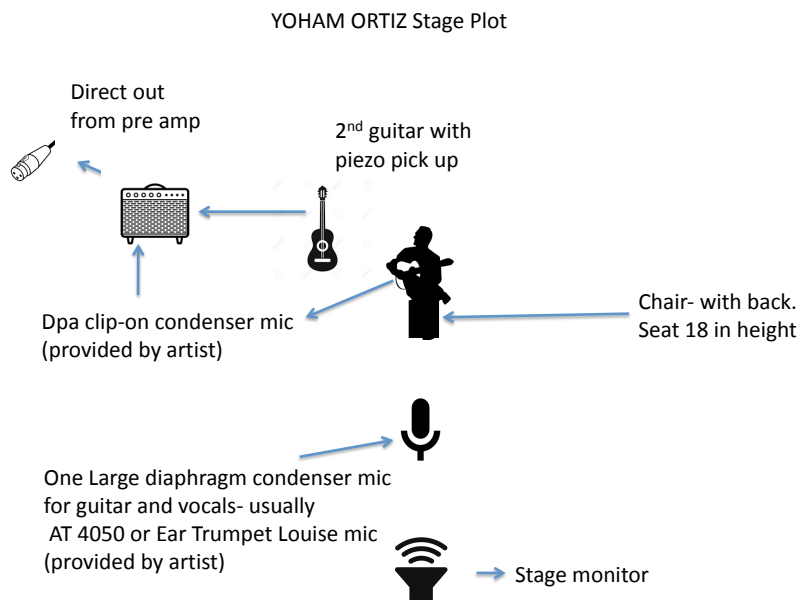 YOHAM ORTIZ Stage Plot
Direct out
from pre amp
2nd guitar with
piezo pick up
Dpa clip-on condenser mic
(provided by artist)
Chair- with back.
Seat 18 in height
One Large diaphragm condenser mic
for guitar and vocals- usually
AT 4050 or Ear Trumpet Louise mic
(provided by artist)
Stage monitor